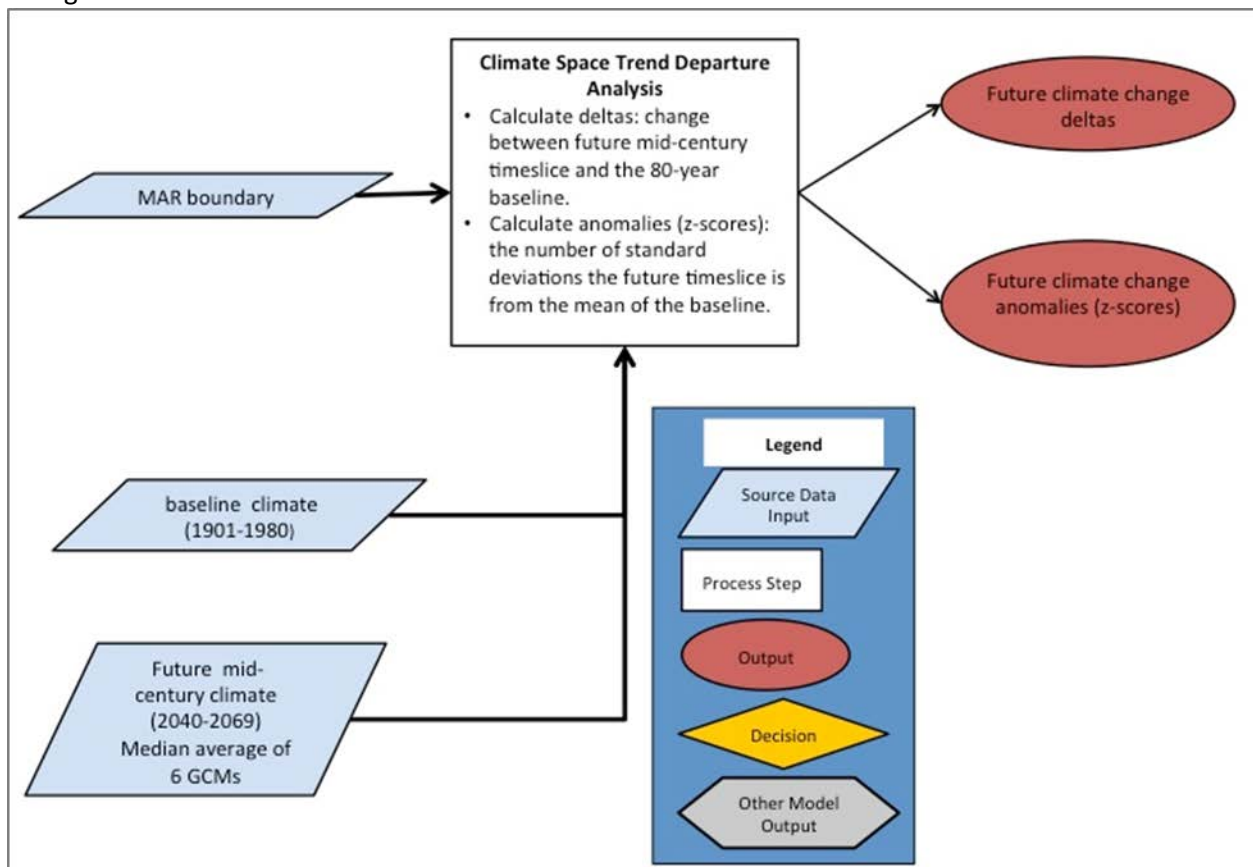 Climate Space Trend Departure
Analysis
• Calculate deltas: change
between future mid-century
timeslice and the 80-year
baseline.
• Calculate anomalies (z-scores):
the number of standard
deviations the future timeslice is
from the mean of the baseline.
Future climate change
deltas
MAR boundary
Future climate change
anomalies (z-scores)
baseline climate
(1901-1980)
Future mid-
century climate
(2040-2069)
Median average of
6 GCMs
Legend
Source Data
Input
Process Step
Output
Decision
Other Model
Output